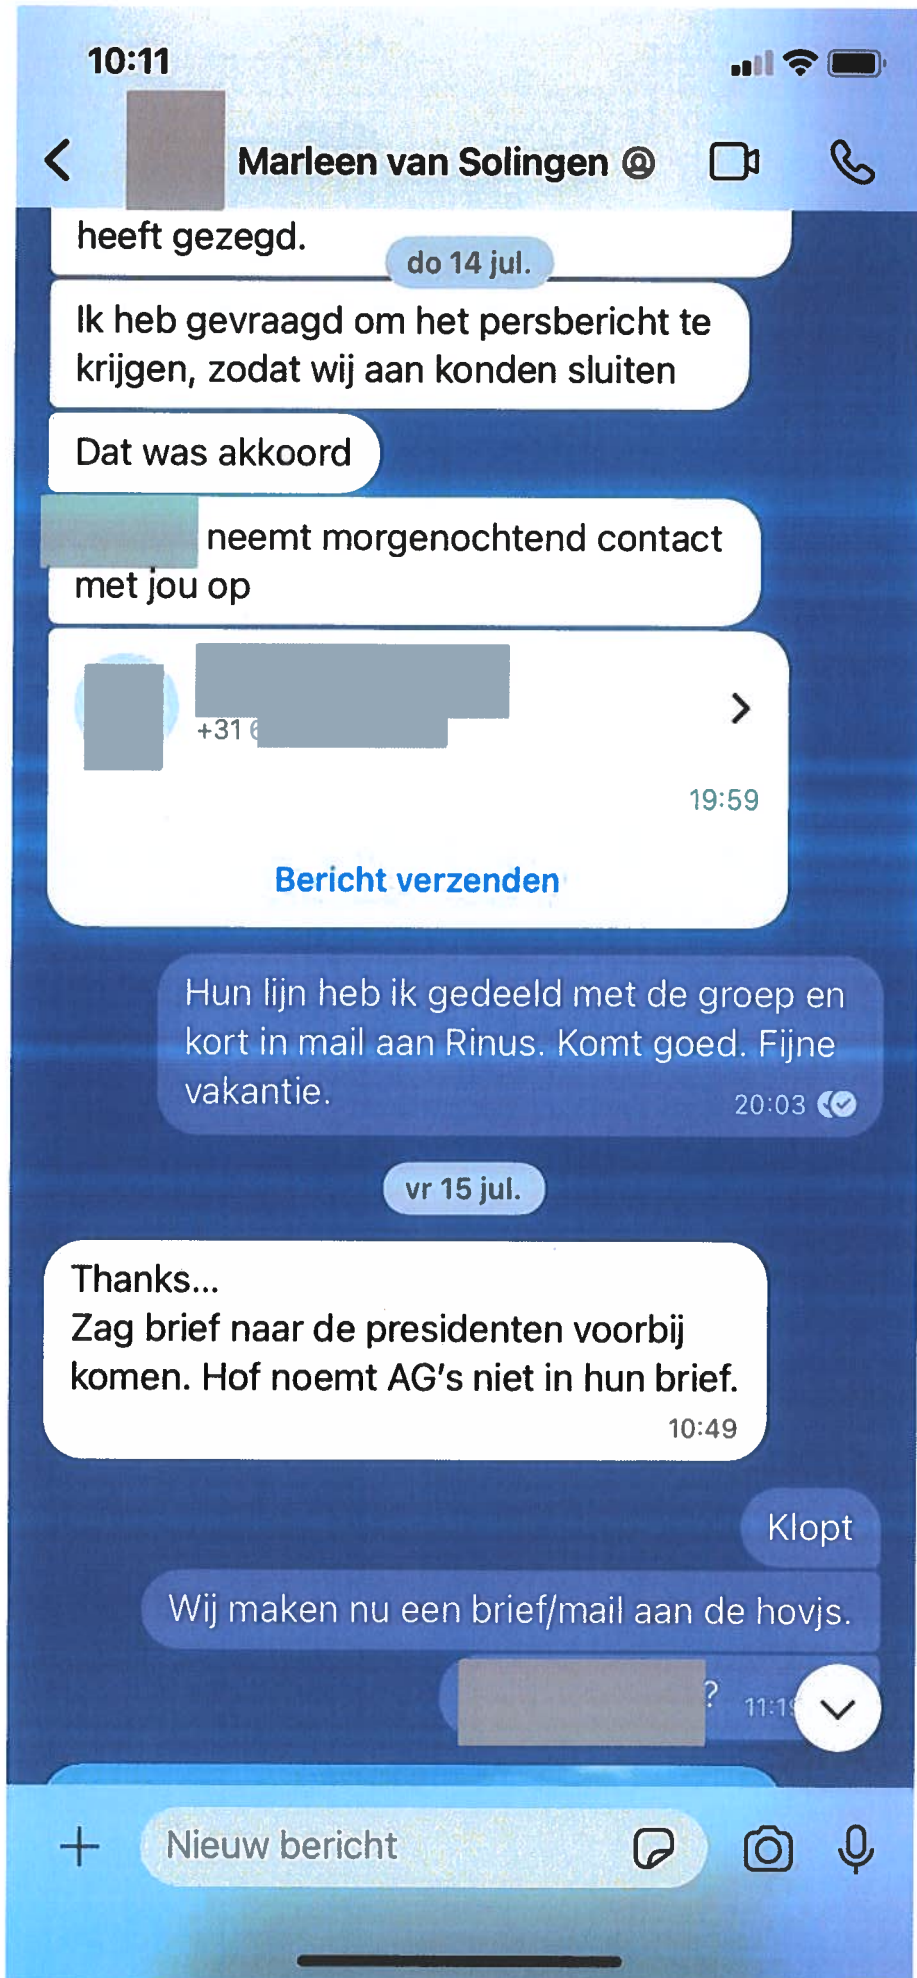 10:11
Marleen van Solingen
heeft gezegd.
do 14 jul.
Ik heb gevraagd om het persbericht te
krijgen, zodat wij aan konden sluiten
Dat was akkoord
neemt morgenochtend contact
met jou op
+31 6
19:59
Bericht verzenden
Hun lijn heb ik gedeeld met de groep en
kort in mail aan Rinus. Komt goed. Fijne
vakantie.
20:03
vr 15 jul.
Thanks...
Zag brief naar de presidenten voorbij
komen. Hof noemt AG's niet in hun brief.
10:49
Klopt
Wij maken nu een brief/mail aan de hovjs.
?
Nieuw bericht